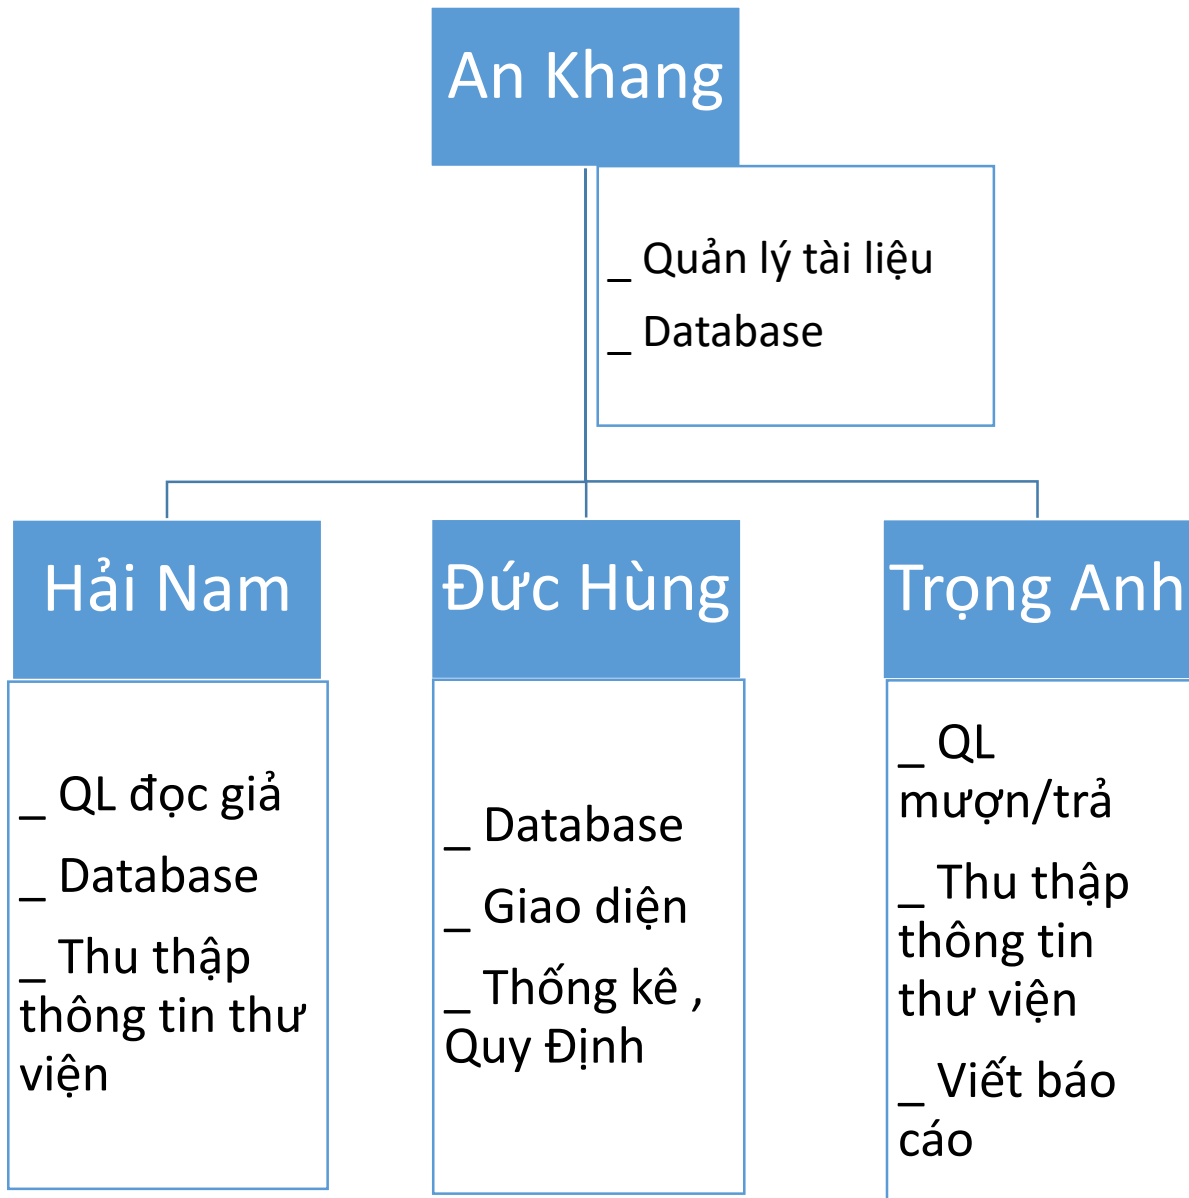 An Khang
_ Quản lý tài liệu
_ Database
Hải Nam
_ QL đọc giả
_ Database
_ Thu thập
thông tin thư
viện
Đức Hùng
_ Database
_ Giao diện
_ Thống kê ,
Quy Định
Trọng Anh
_ QL
mượn/trả
_ Thu thập
thông tin
thư viện
_ Viết báo
cáo